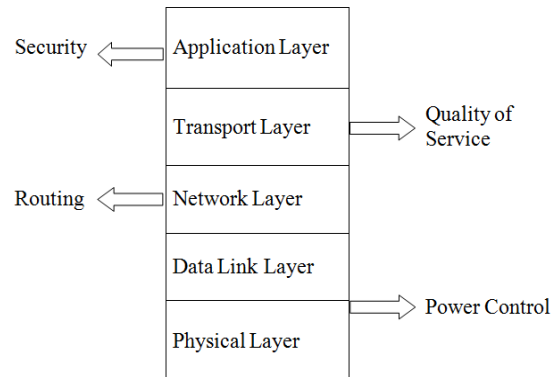 Security
Application Layer
Transport Layer
Quality of
Service
Routing
Network Layer
Data Link Layer
Power Control
Physical Layer